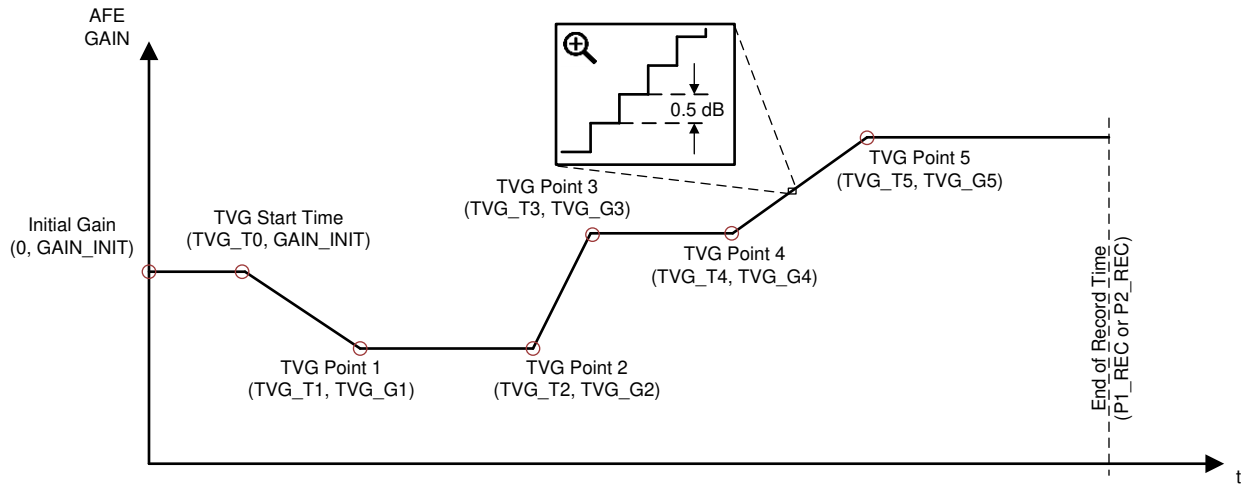 AFE
GAIN
0.5 dB
TVG Point 5
(TVG_T5, TVG_G5)
TVG Point 3
(TVG_T3, TVG_G3)
Initial Gain
(0, GAIN_INIT)
TVG Start Time
(TVG_T0, GAIN_INIT)
TVG Point 4
(TVG_T4, TVG_G4)
TVG Point 1
(TVG_T1, TVG_G1)
TVG Point 2
(TVG_T2, TVG_G2)
End of Record Time
(P1_REC or P2_REC)
t